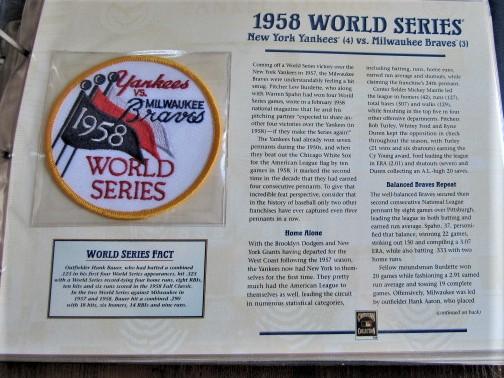 1958 WORLD SERIES
New York Yankees (4) vs. Milwaukee Braves (3)
Yankees
VS.
MILWAUKEE
Braves
1958
WORLD
SERIES
WORLD SERIES FACT
Outfielder Hank Bauer, who had batted a combined
.123 in his first four World Series appearances, hit .323
with a World Series record-tying four home runs, eight RBIs,
ten hits and six runs scored in the 1958 Fall Classic.
In the two World Series against Milwaukee in
1957 and 1958, Bauer hit a combined .290
with 18 hits, six homers, 14 RBIs and nine runs.
Coming off a World Series victory over the
New York Yankees in 1957, the Milwaukee
Braves were understandably feeling a bit
smug. Pitcher Lew Burdette, who along
with Warren Spahn had won four World
Series games, wrote in a February 1958
national magazine that he and his
pitching partner "expected to share an-
other four victories over the Yankees (in
1958)—if they make the Series again!"
The Yankees had already won seven
pennants during the 1950s, and when
they beat out the Chicago White Sox
for the American League flag by ten
games in 1958, it marked the second
time in the decade that they had earned
four consecutive pennants. To give that
incredible feat perspective, consider that
in the history of baseball only two other
franchises have ever captured even three
pennants in a row.
Home Alone
With the Brooklyn Dodgers and New
York Giants having departed for the
West Coast following the 1957 season,
the Yankees now had New York to them-
selves for the first time. They pretty
much had the American League to
themselves as well, leading the circuit
in numerous statistical categories,
including batting, runs, home runs,
earned run average and shutouts, while
claiming the franchise's 24th pennant.
Center fielder Mickey Mantle led
the league in homers (42), runs (127),
total bases (307) and walks (129),
while finishing in the top five in two
other offensive departments. Pitchers
Bob Turley, Whitey Ford and Ryne
Duren kept the opposition in check
throughout the season, with Turley
(21 wins and six shutouts) earning the
Cy Young award, Ford leading the league
in ERA (2.01) and shutouts (seven) and
Duren collecting an A.L.-high 20 saves.
Balanced Braves Repeat
The well-balanced Braves secured their
second consecutive National League
pennant by eight games over Pittsburgh,
leading the league in both batting and
earned run average. Spahn, 37, personi-
fied that balance, winning 22 games,
striking out 150 and compiling a 3.07
ERA, while also batting .333 with two
home runs.
Fellow moundsman Burdette won
20 games while fashioning a 2.91 earned
run average and tossing 19 complete
games. Offensively, Milwaukee was led
by outfielder Hank Aaron, who placed
(continued on back)